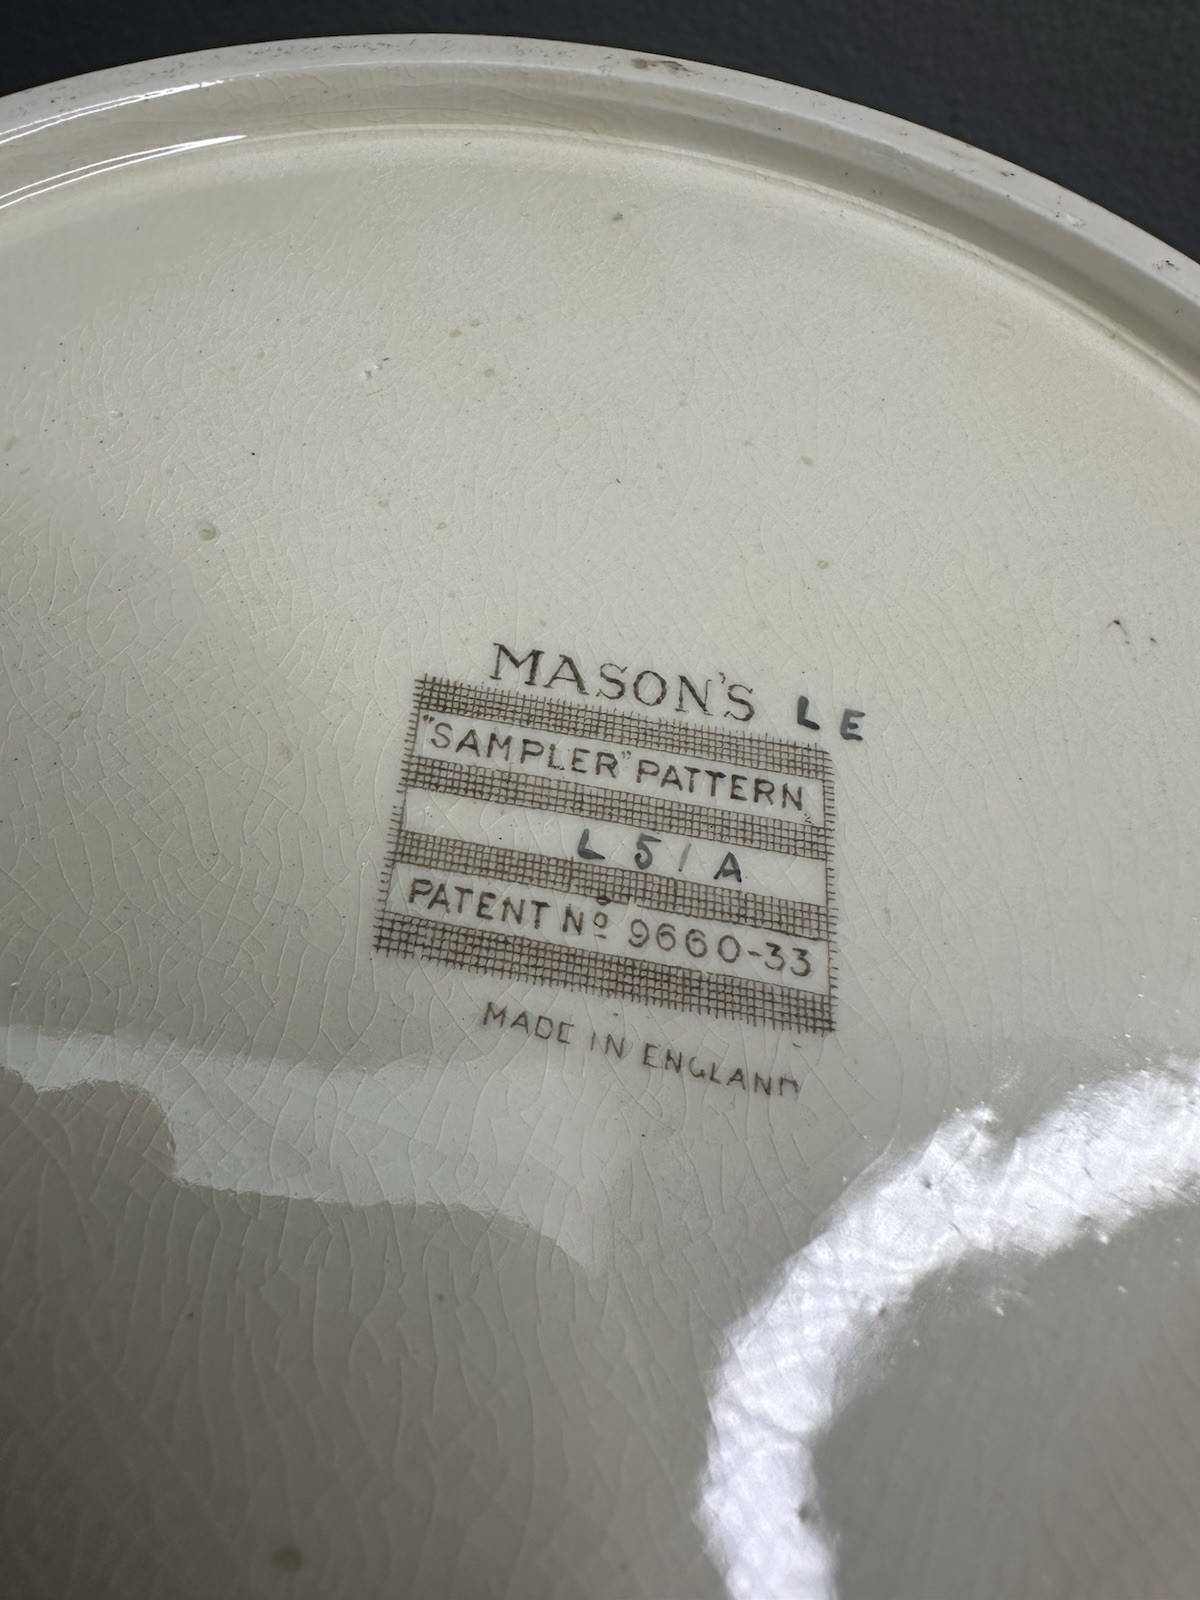 MASON'S LE
"SAMPLER" PATTERN
L 51 A
PATENT Nº 9660-33
MADE IN ENGLAND